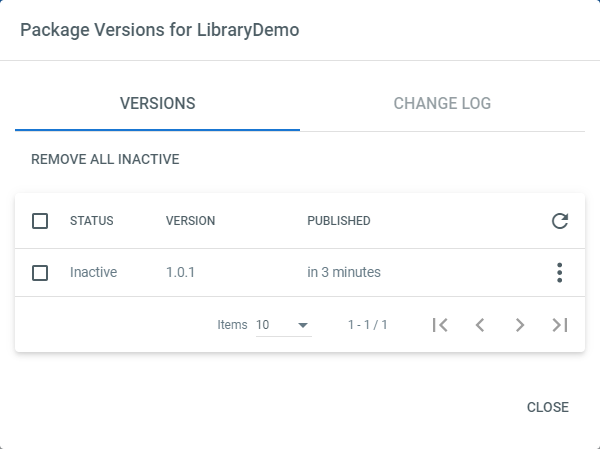 Package Versions for LibraryDemo
VERSIONS CHANGE LOG
REMOVE ALL INACTIVE
STATUS VERSION PUBLISHED
Inactive 1.0.1 in 3 minutes
Items 10 1 - 1 / 1
CLOSE